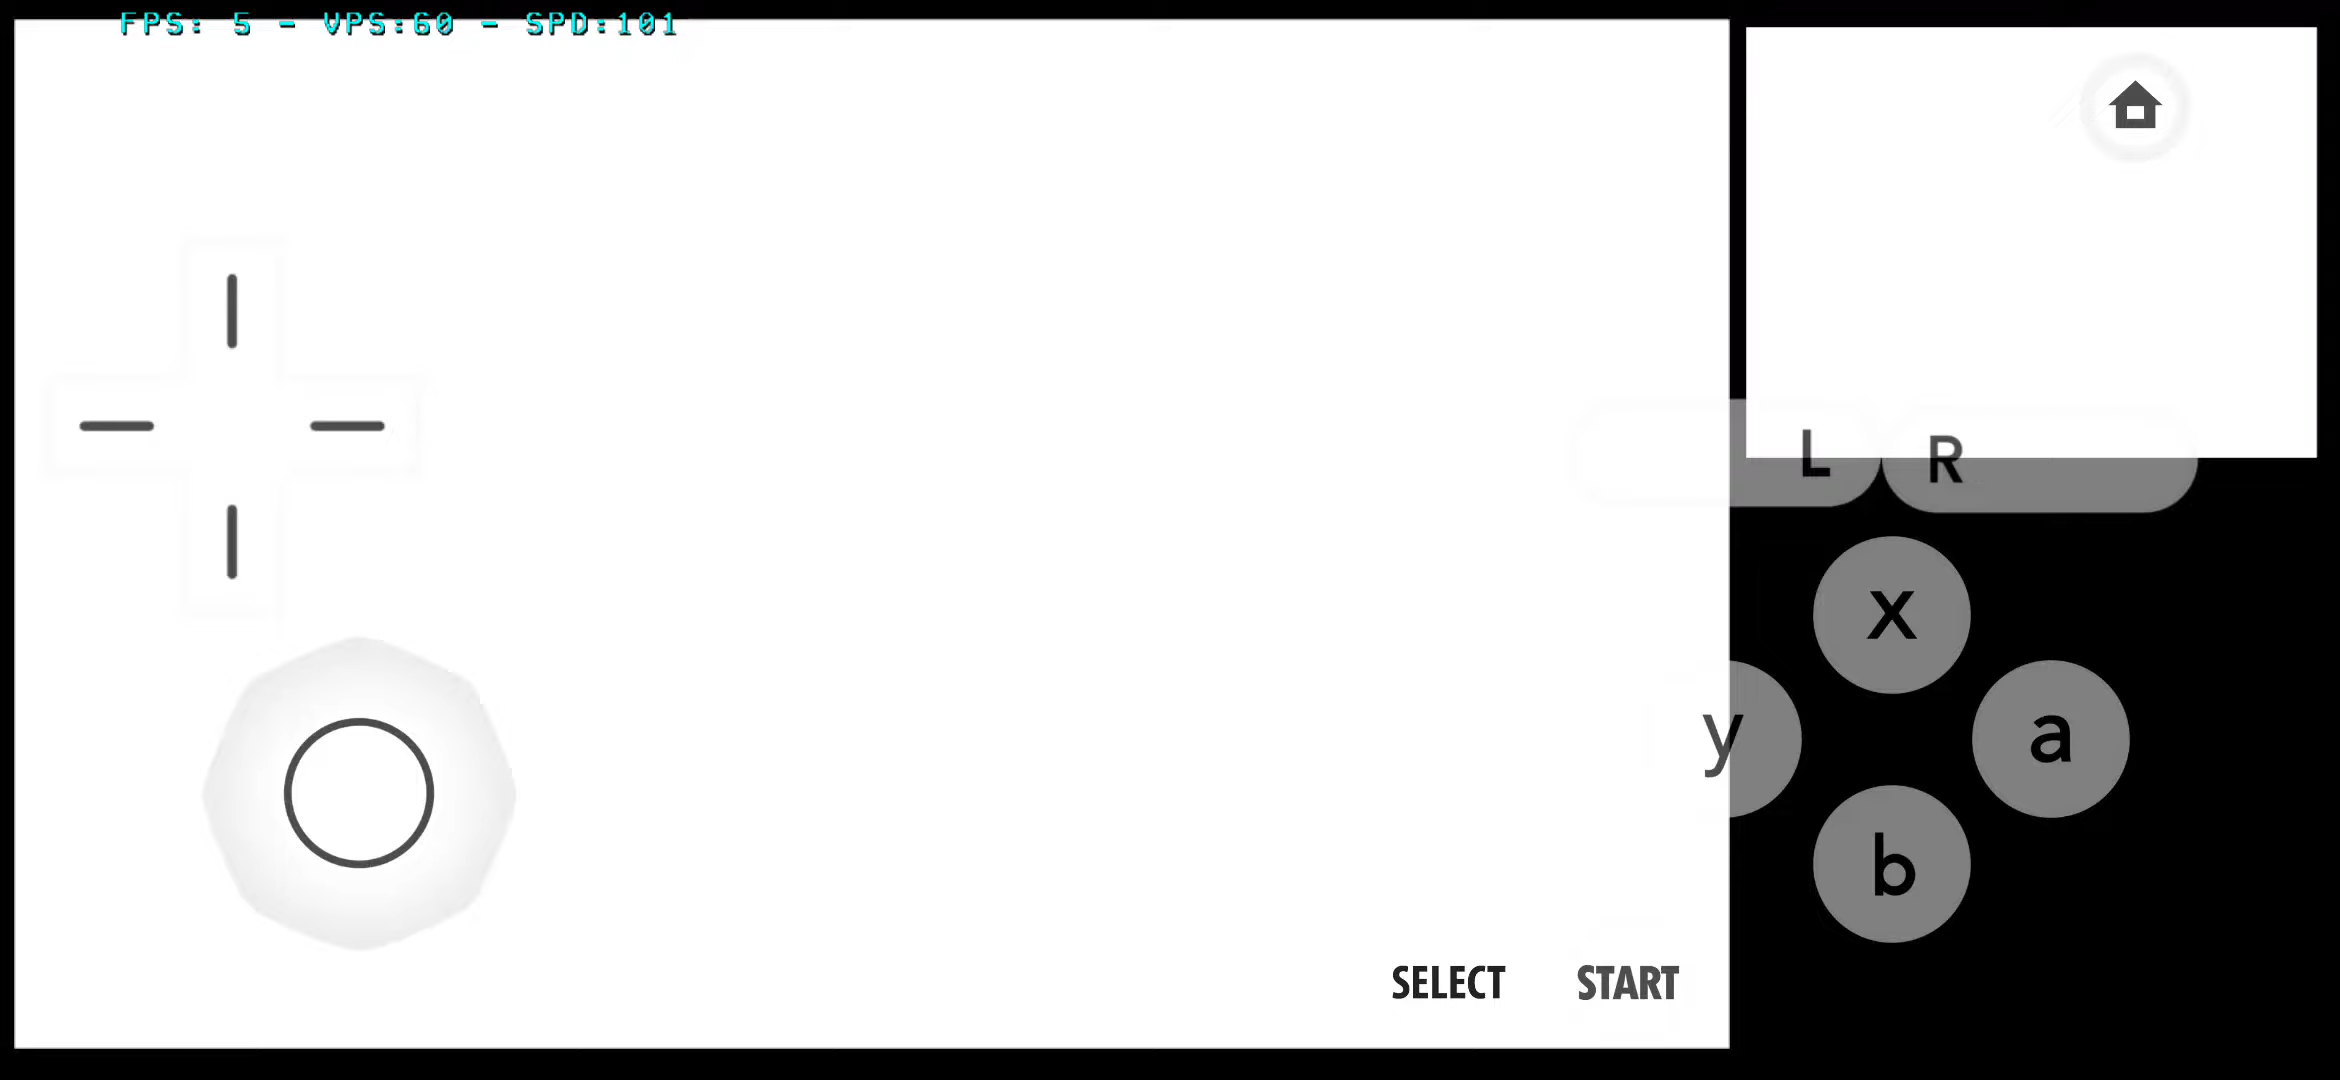 FPS: 5 - VPS:60 - SPD:101
L R
x
y a
b
SELECT START